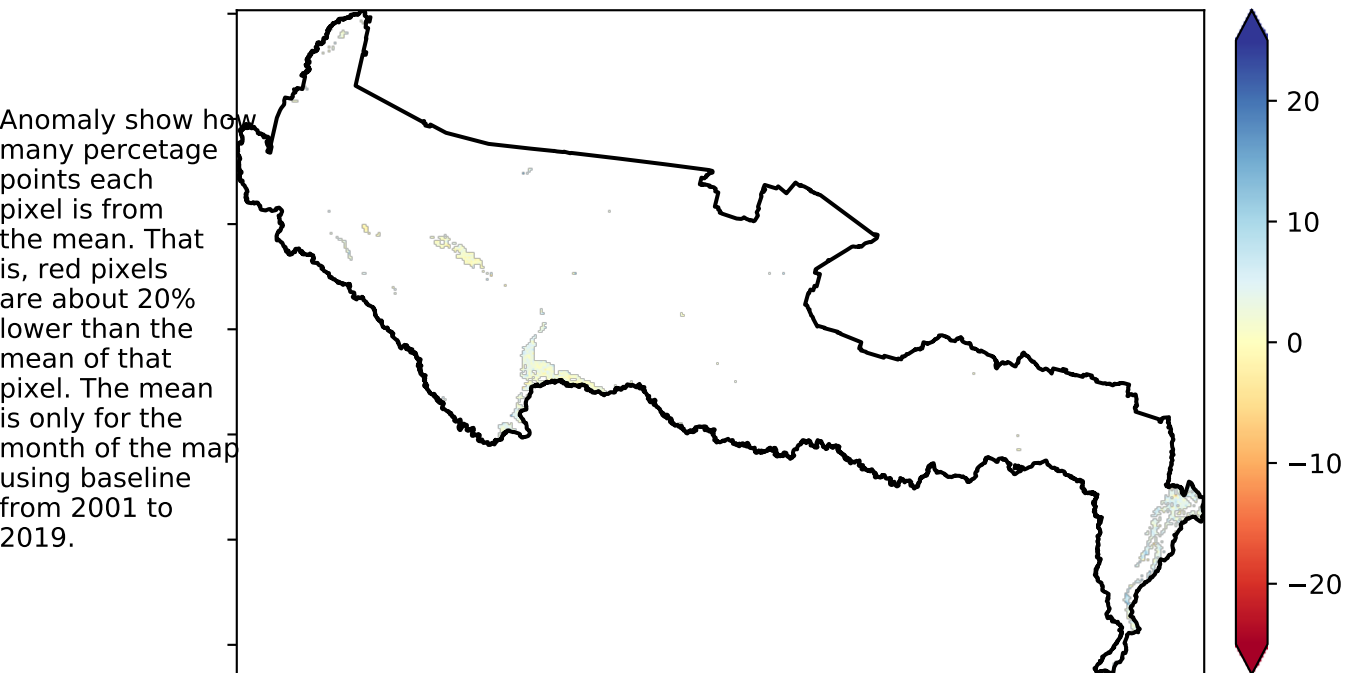 Anomaly show how
many percetage
points each
pixel is from
the mean. That
is, red pixels
are about 20%
lower than the
mean of that
pixel. The mean
is only for the
month of the map
using baseline
from 2001 to
2019.
20
10
0
−10
−20